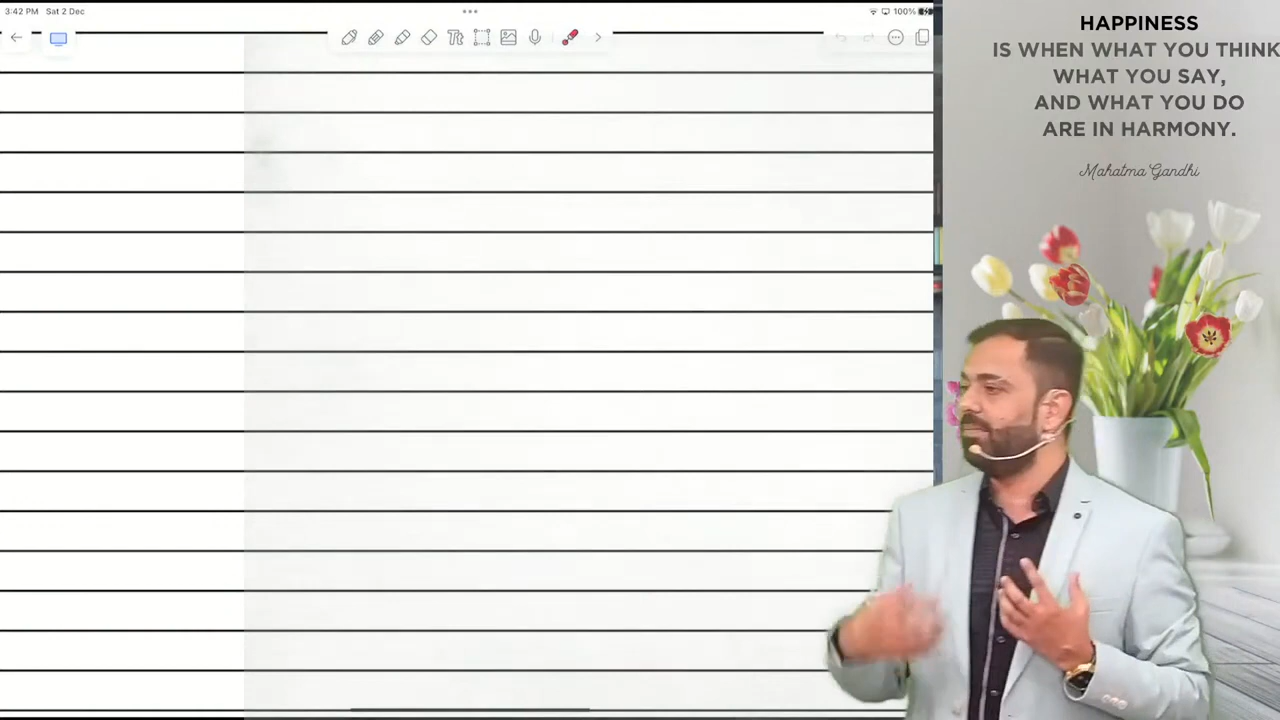 3:42 PM Sat 2 Dec
100%
HAPPINESS
IS WHEN WHAT YOU THINK
WHAT YOU SAY,
AND WHAT YOU DO
ARE IN HARMONY.
Mahatma Gandhi